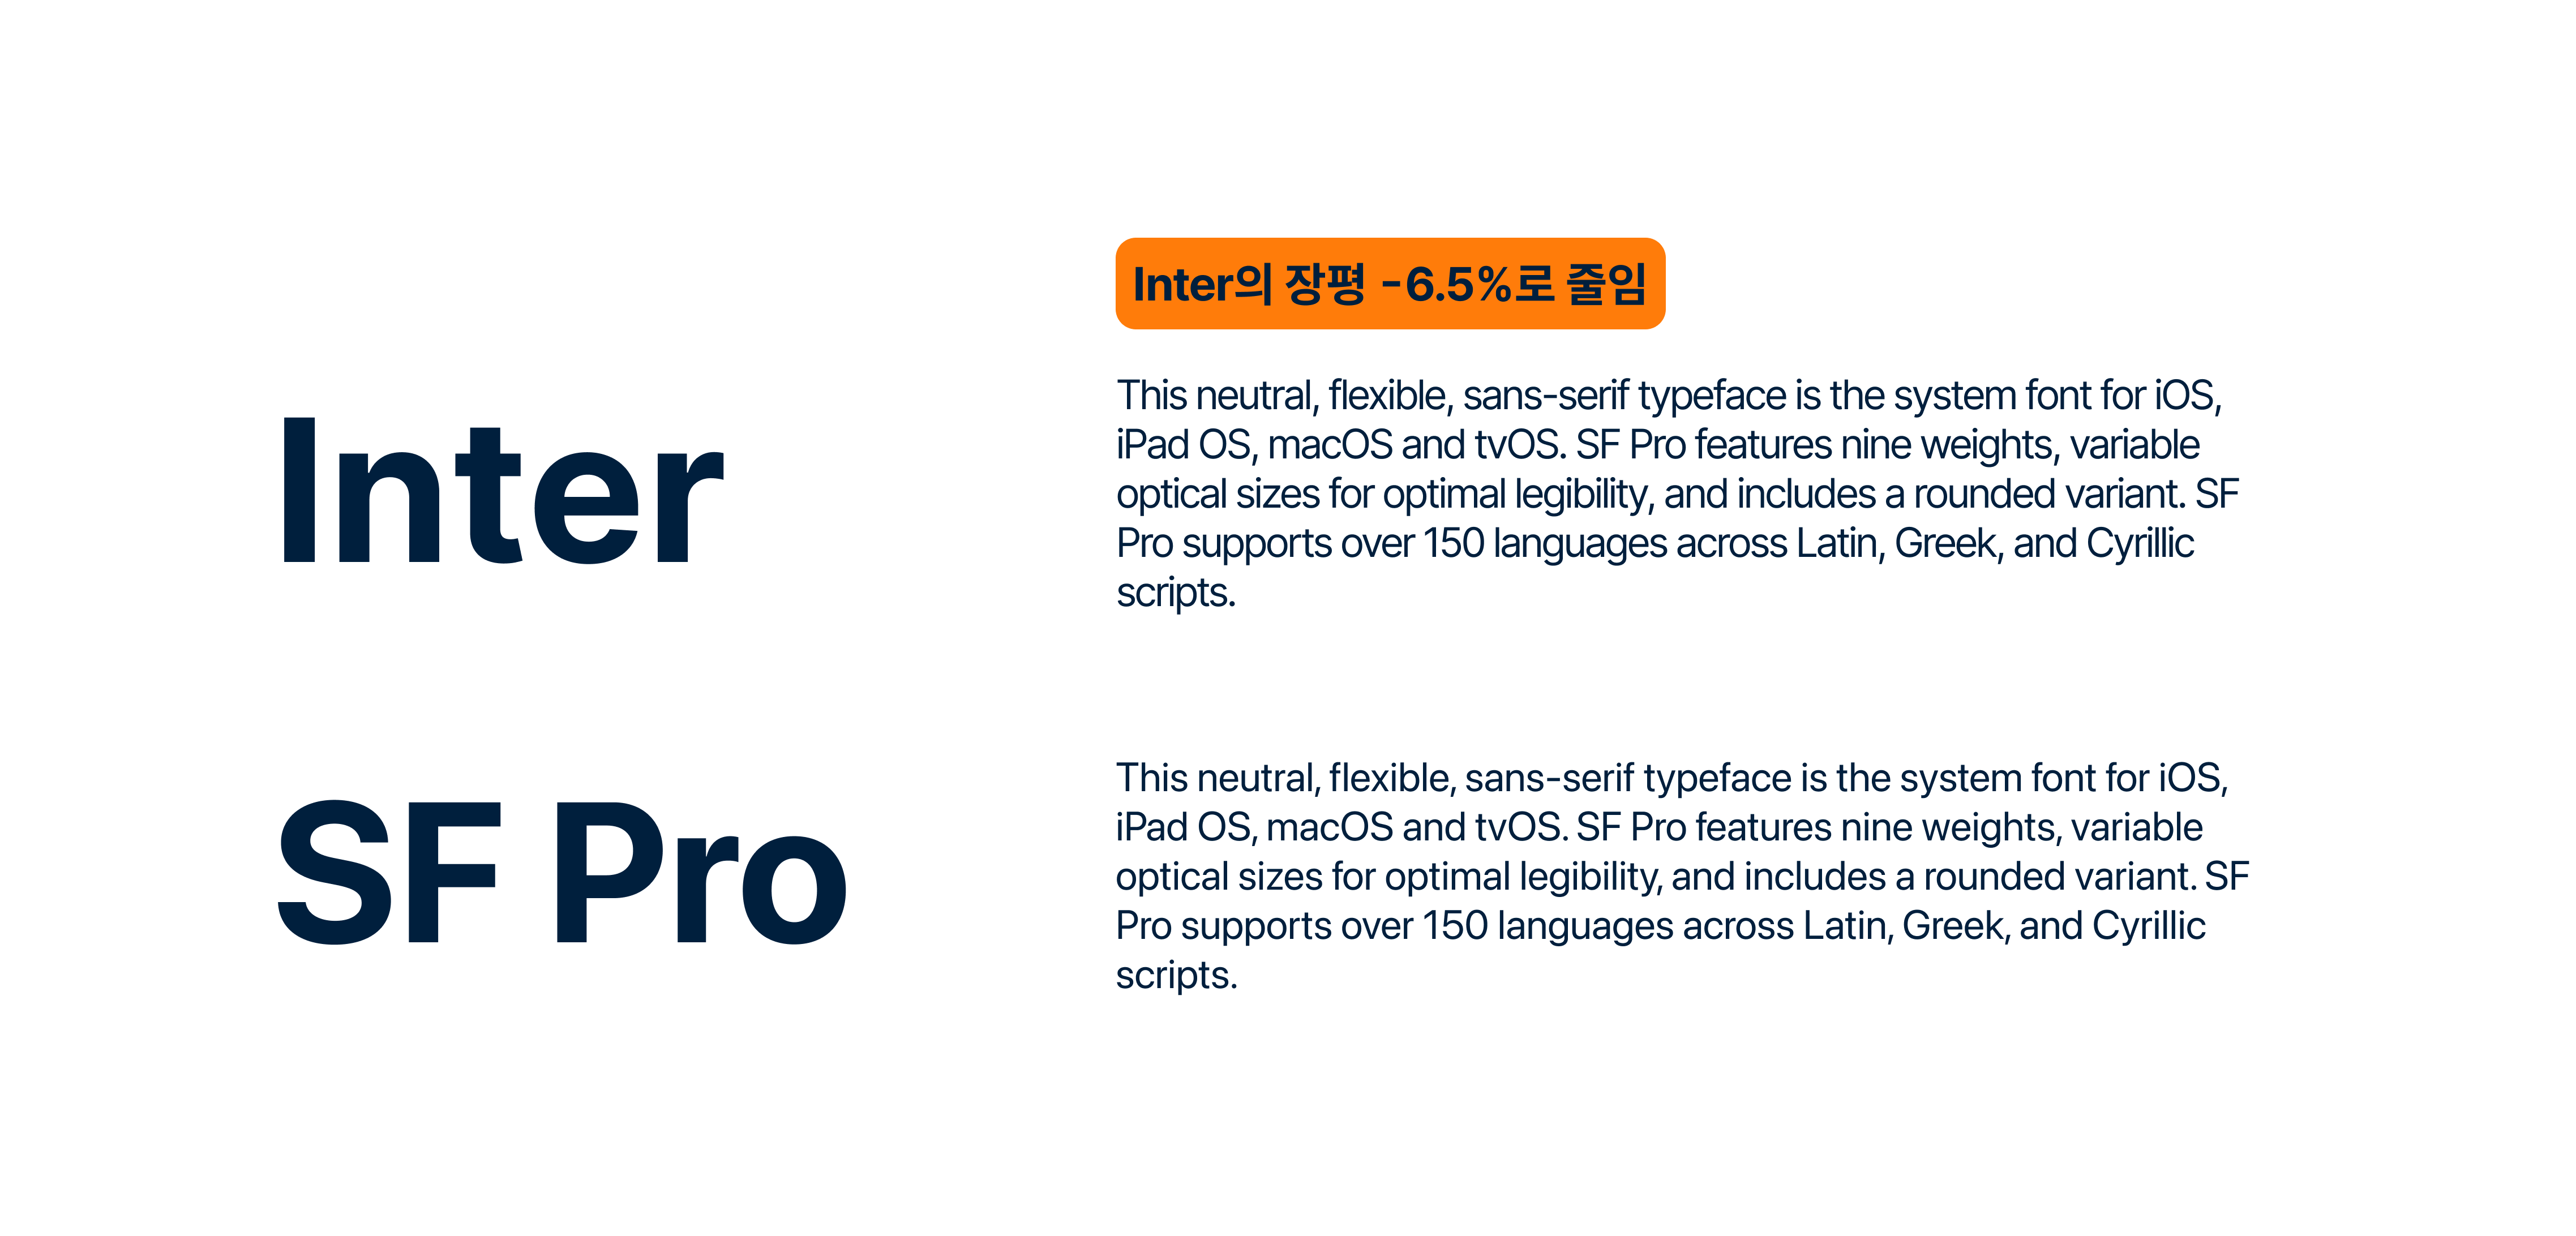 Inter의 장평 -6.5%로 줄임
Inter
This neutral, flexible, sans-serif typeface is the system font for iOS,
iPad OS, macOS and tvOS. SF Pro features nine weights, variable
optical sizes for optimal legibility, and includes a rounded variant. SF
Pro supports over 150 languages across Latin, Greek, and Cyrillic
scripts.
SF Pro
This neutral, flexible, sans-serif typeface is the system font for iOS,
iPad OS, macOS and tvOS. SF Pro features nine weights, variable
optical sizes for optimal legibility, and includes a rounded variant. SF
Pro supports over 150 languages across Latin, Greek, and Cyrillic
scripts.